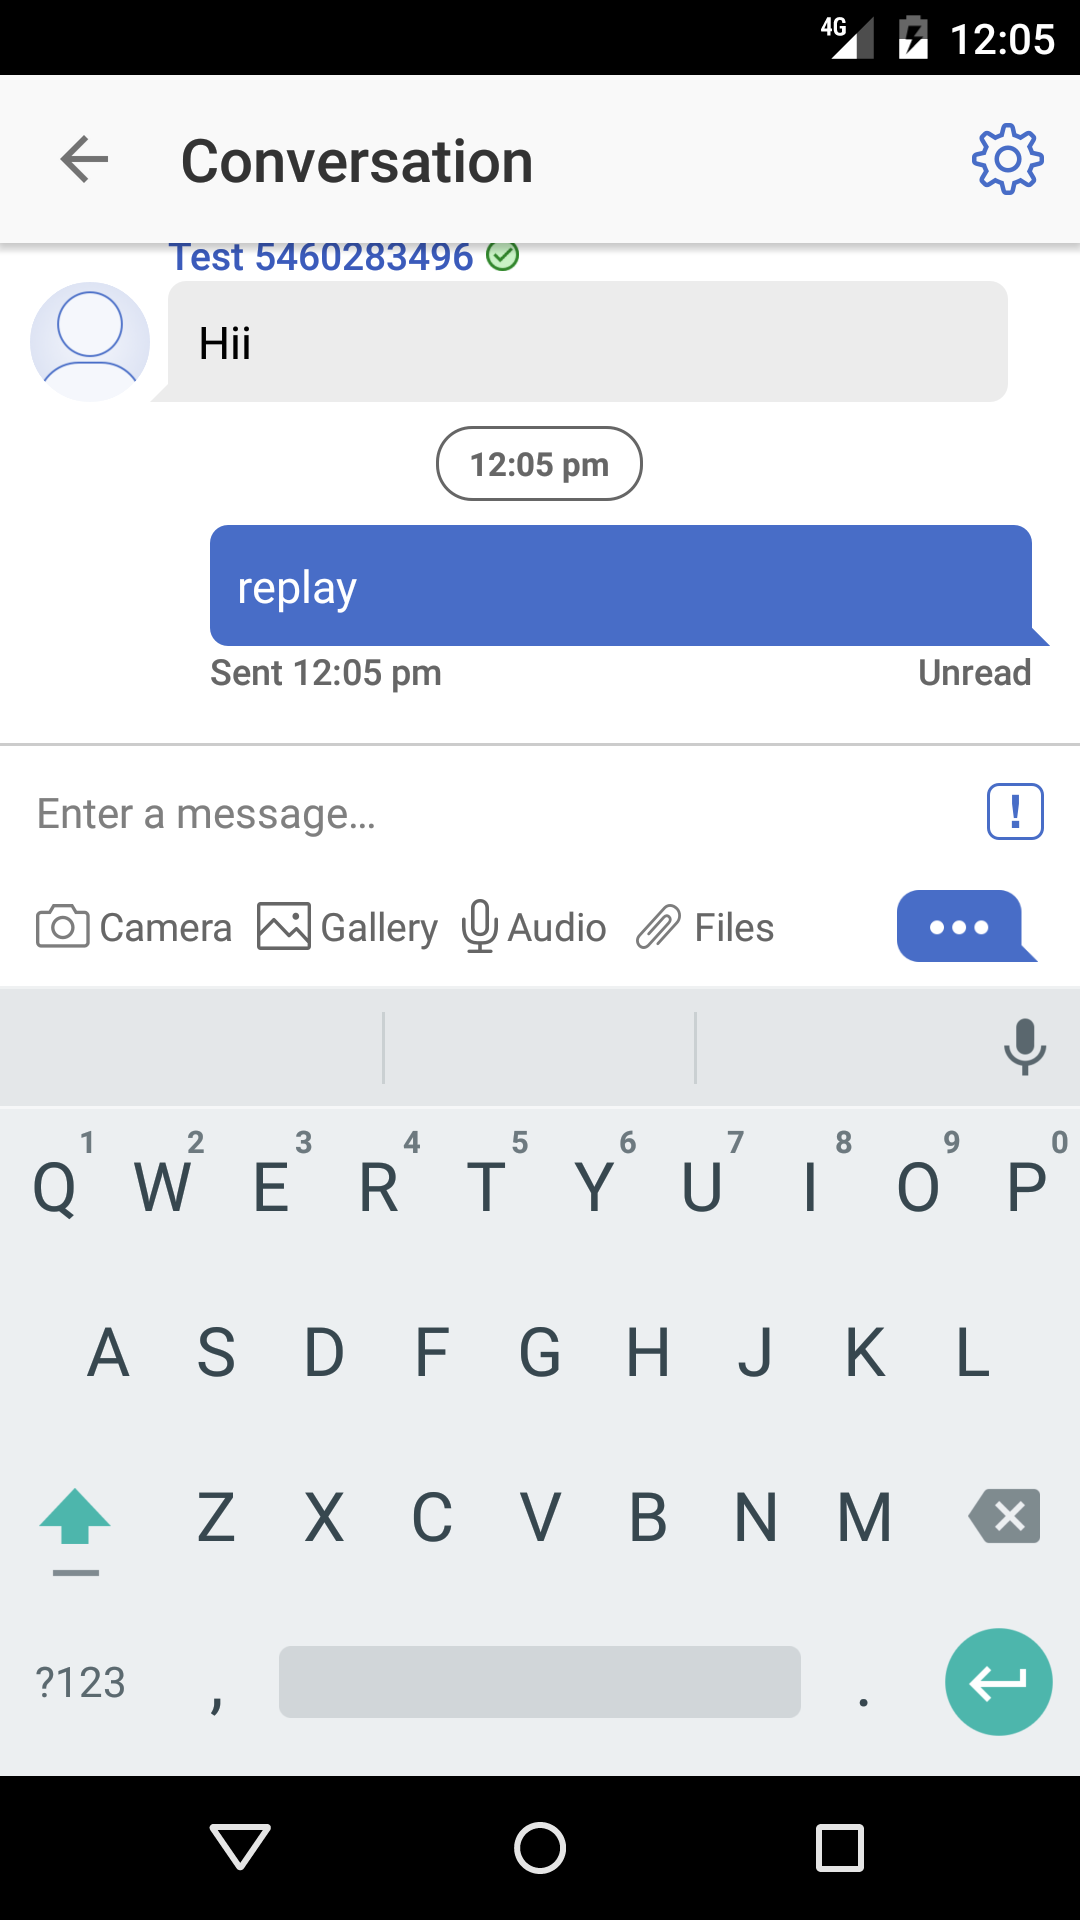 4G 12:05
Conversation
Test 5460283496
Hii
12:05 pm
replay
Sent 12:05 pm Unread
Enter a message...
!
Camera Gallery Audio Files
1 2 3 4 5 6 7 8 9 0
Q W E R T Y U I O P
A S D F G H J K L
Z X C V B N M
?123 , .